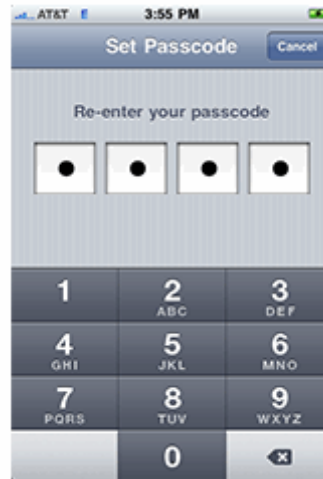 AT&T E 3:55 PM
Set Passcode Cancel
Re-enter your passcode
1 2 3
ABC DEF
4 5 6
GHI JKL MNO
7 8 9
PQRS TUV WXYZ
0